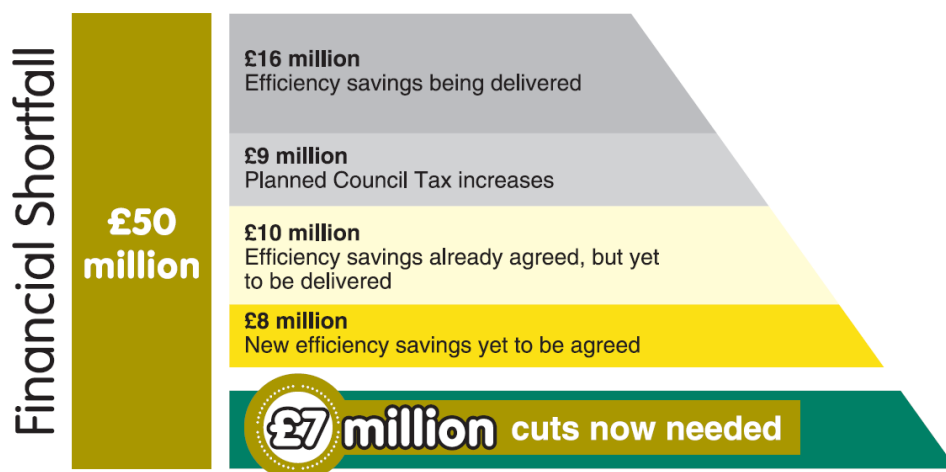 Financial Shortfall
£50
million
£16 million
Efficiency savings being delivered
£9 million
Planned Council Tax increases
£10 million
Efficiency savings already agreed, but yet
to be delivered
£8 million
New efficiency savings yet to be agreed
£7 million cuts now needed